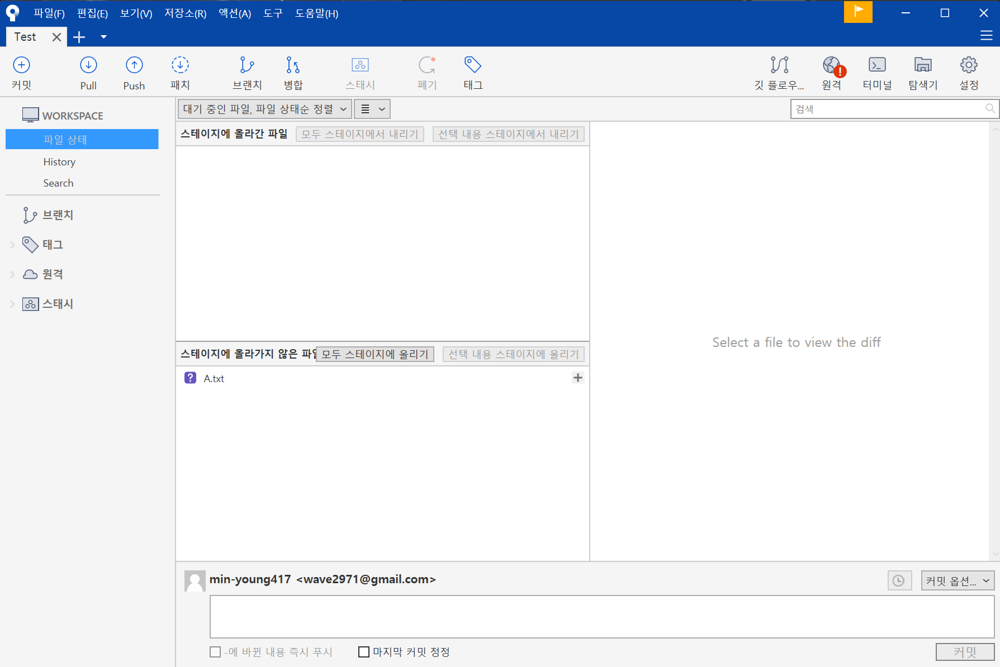 파일(F) 편집(E) 보기(V) 저장소(R) 액션(A) 도구 도움말(H)
Test
커밋 Pull Push 패치 브랜치 병합 스태시 폐기 태그 깃 플로우... 원격 터미널 탐색기 설정
WORKSPACE
파일 상태
History
Search
브랜치
태그
원격
스태시
대기 중인 파일, 파일 상태순 정렬
검색
스테이지에 올라간 파일 모두 스테이지에서 내리기 선택 내용 스테이지에서 내리기
스테이지에 올라가지 않은 파일 모두 스테이지에 올리기 선택 내용 스테이지에 올리기
A.txt
Select a file to view the diff
min-young417 <wave2971@gmail.com>
커밋 옵션...
-에 바뀐 내용 즉시 푸시 마지막 커밋 정정
커밋